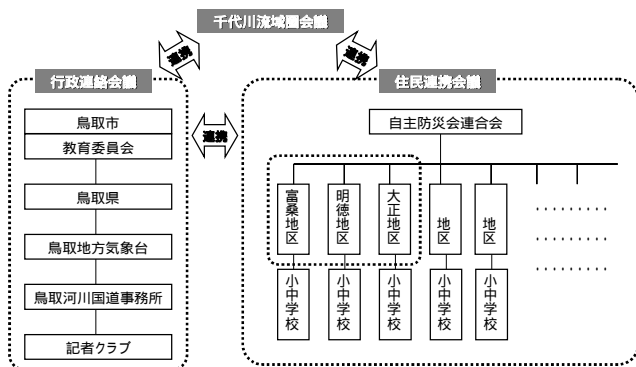 千代川流域圏会議
連携
連携
行政連絡会議
住民連携会議
連携
鳥取市
教育委員会
鳥取県
鳥取地方気象台
鳥取河川国道事務所
記者クラブ
自主防災会連合会
富桑地区
明徳地区
大正地区
地区
地区
小中学校
小中学校
小中学校
小中学校
小中学校
………
………
………